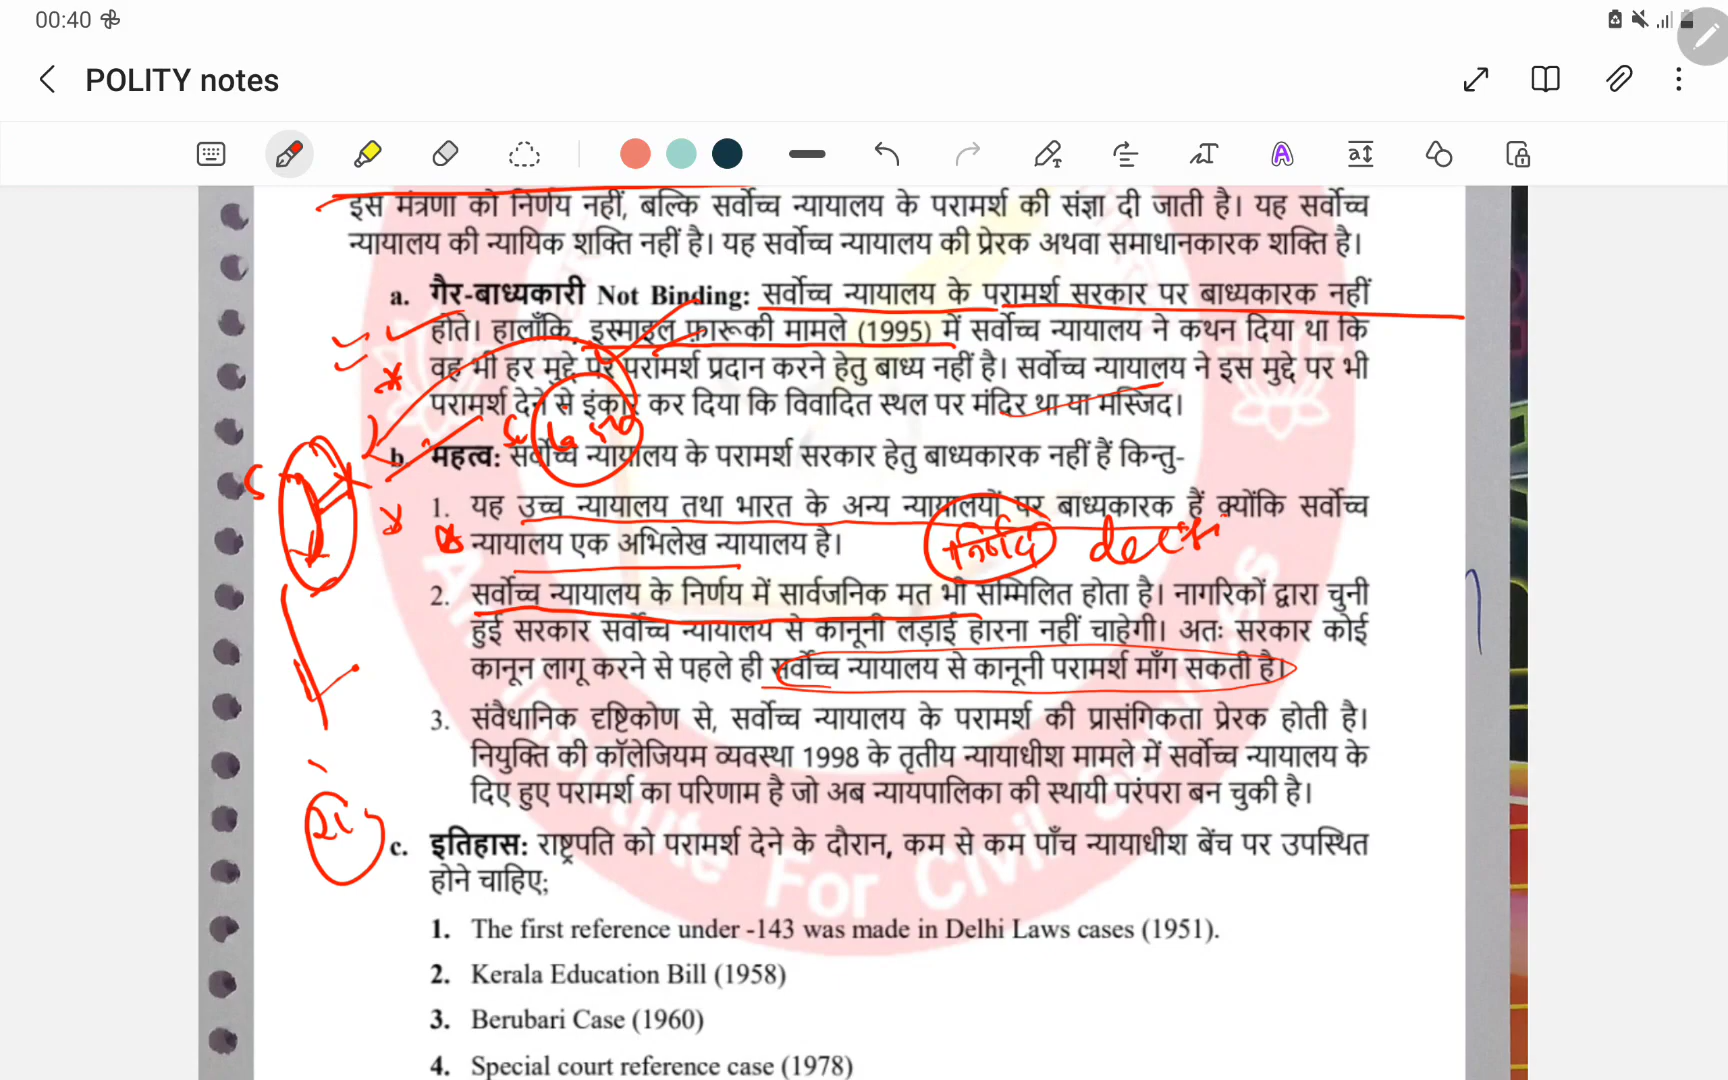 00:40
POLITY notes
इस मंत्रणा को निर्णय नहीं, बल्कि सर्वोच्च न्यायालय के परामर्श की संज्ञा दी जाती है। यह सर्वोच्च
न्यायालय की न्यायिक शक्ति नहीं है। यह सर्वोच्च न्यायालय की प्रेरक अथवा समाधानकारक शक्ति है।
a. गैर-बाध्यकारी Not Binding: सर्वोच्च न्यायालय के परामर्श सरकार पर बाध्यकारक नहीं
होते। हालाँकि, इस्माइल फ़ारूकी मामले (1995) में सर्वोच्च न्यायालय ने कथन दिया था कि
वह भी हर मुद्दे पर परामर्श प्रदान करने हेतु बाध्य नहीं है। सर्वोच्च न्यायालय ने इस मुद्दे पर भी
परामर्श देने से इंकार कर दिया कि विवादित स्थल पर मंदिर था या मस्जिद।
b. महत्व: सर्वोच्च न्यायालय के परामर्श सरकार हेतु बाध्यकारक नहीं हैं किन्तु-
1. यह उच्च न्यायालय तथा भारत के अन्य न्यायालयों पर बाध्यकारक हैं क्योंकि सर्वोच्च
न्यायालय एक अभिलेख न्यायालय है।
2. सर्वोच्च न्यायालय के निर्णय में सार्वजनिक मत भी सम्मिलित होता है। नागरिकों द्वारा चुनी
हुई सरकार सर्वोच्च न्यायालय से कानूनी लड़ाई हारना नहीं चाहेगी। अतः सरकार कोई
कानून लागू करने से पहले ही सर्वोच्च न्यायालय से कानूनी परामर्श माँग सकती है।
3. संवैधानिक दृष्टिकोण से, सर्वोच्च न्यायालय के परामर्श की प्रासंगिकता प्रेरक होती है।
नियुक्ति की कॉलेजियम व्यवस्था 1998 के तृतीय न्यायाधीश मामले में सर्वोच्च न्यायालय के
दिए हुए परामर्श का परिणाम है जो अब न्यायपालिका की स्थायी परंपरा बन चुकी है।
c. इतिहास: राष्ट्रपति को परामर्श देने के दौरान, कम से कम पाँच न्यायाधीश बेंच पर उपस्थित
होने चाहिए;
1. The first reference under -143 was made in Delhi Laws cases (1951).
2. Kerala Education Bill (1958)
3. Berubari Case (1960)
4. Special court reference case (1978)
Institute For Civil Services